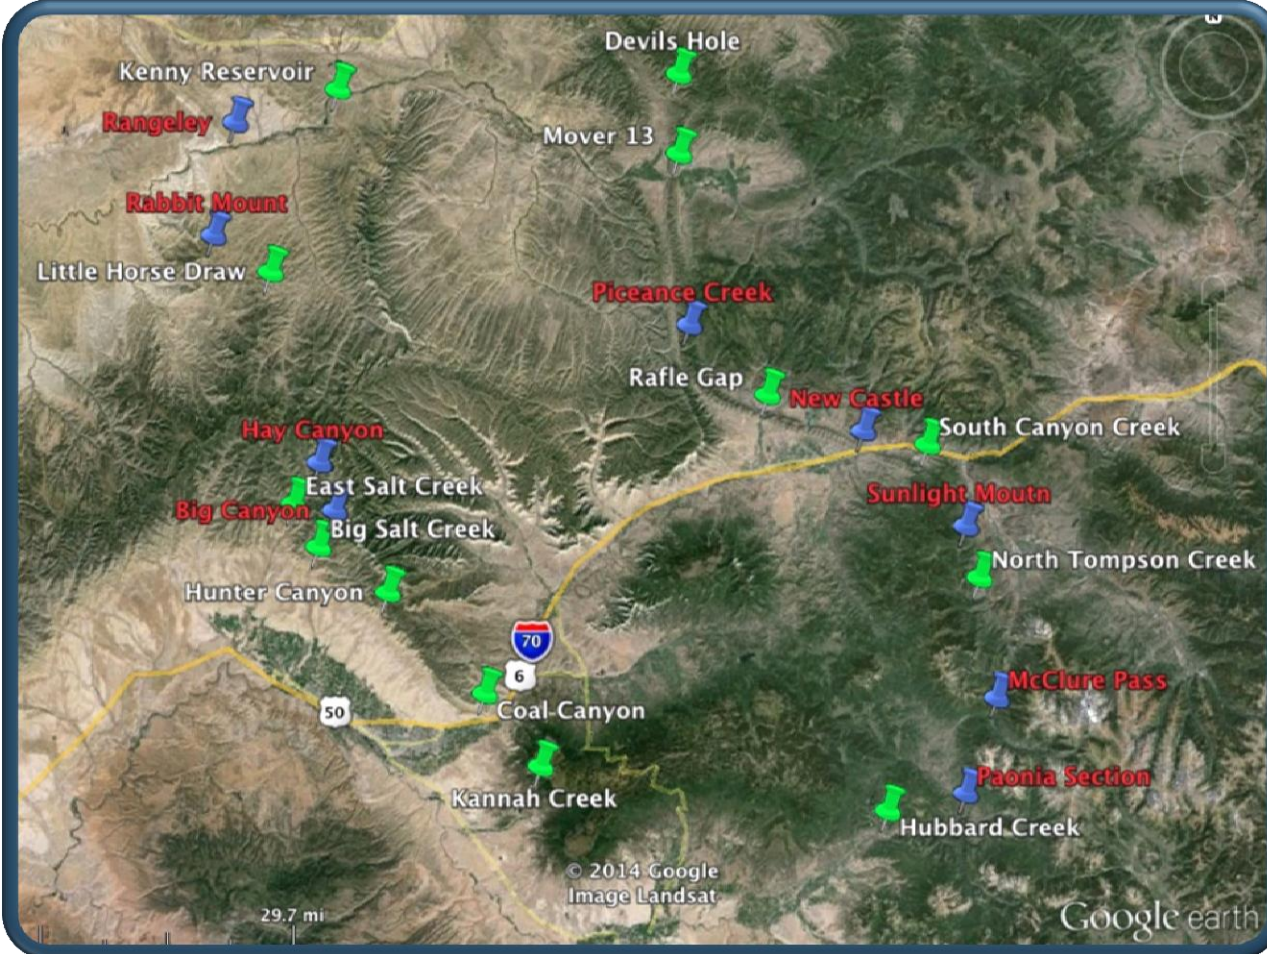 N
Devils Hole
Kenny Reservoir
Rangeley
Mover 13
Rabbit Mount
Little Horse Draw
Piceance Creek
Rafle Gap
New Castle
South Canyon Creek
Hay Canyon
East Salt Creek
Sunlight Moutn
Big Canyon
Big Salt Creek
North Tompson Creek
Hunter Canyon
70
6
McClure Pass
50
Coal Canyon
Paonia Section
Kannah Creek
Hubbard Creek
© 2014 Google
Image Landsat
29.7 mi
Google earth